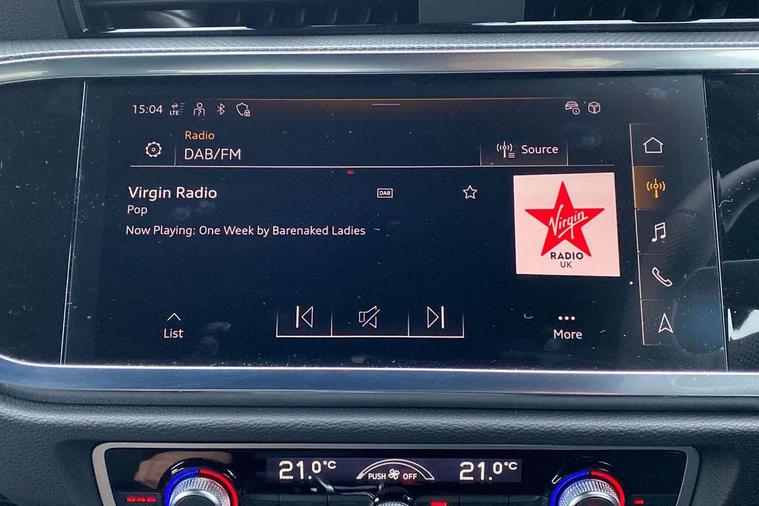 15:04 LTE
Radio
DAB/FM
Source
Virgin Radio
DAB
Pop
Now Playing: One Week by Barenaked Ladies
Virgin
RADIO
UK
List
More
21.0°C
PUSH OFF
21.0°C